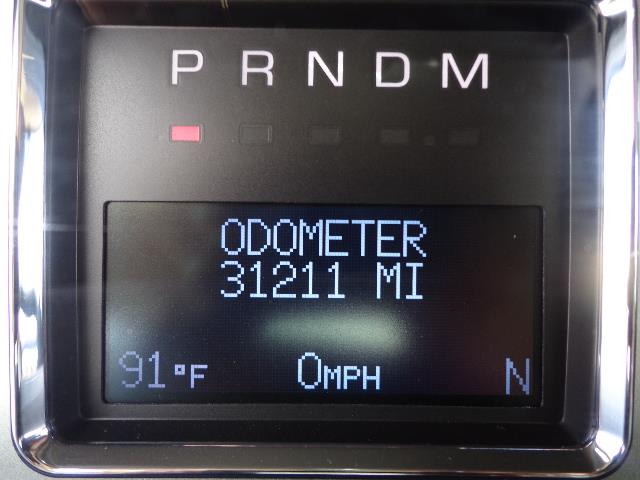 P R N D M
ODOMETER
31211 MI
91°F 0MPH N